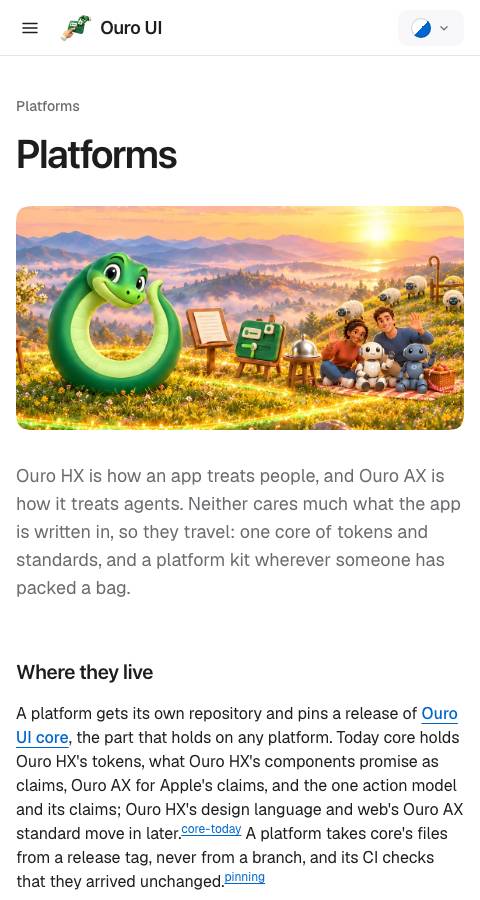 Ouro UI
Platforms
Platforms
Ouro HX is how an app treats people, and Ouro AX is
how it treats agents. Neither cares much what the app
is written in, so they travel: one core of tokens and
standards, and a platform kit wherever someone has
packed a bag.
Where they live
A platform gets its own repository and pins a release of Ouro
UI core, the part that holds on any platform. Today core holds
Ouro HX's tokens, what Ouro HX's components promise as
claims, Ouro AX for Apple's claims, and the one action model
and its claims; Ouro HX's design language and web's Ouro AX
standard move in later.core-today A platform takes core's files
from a release tag, never from a branch, and its CI checks
that they arrived unchanged.pinning